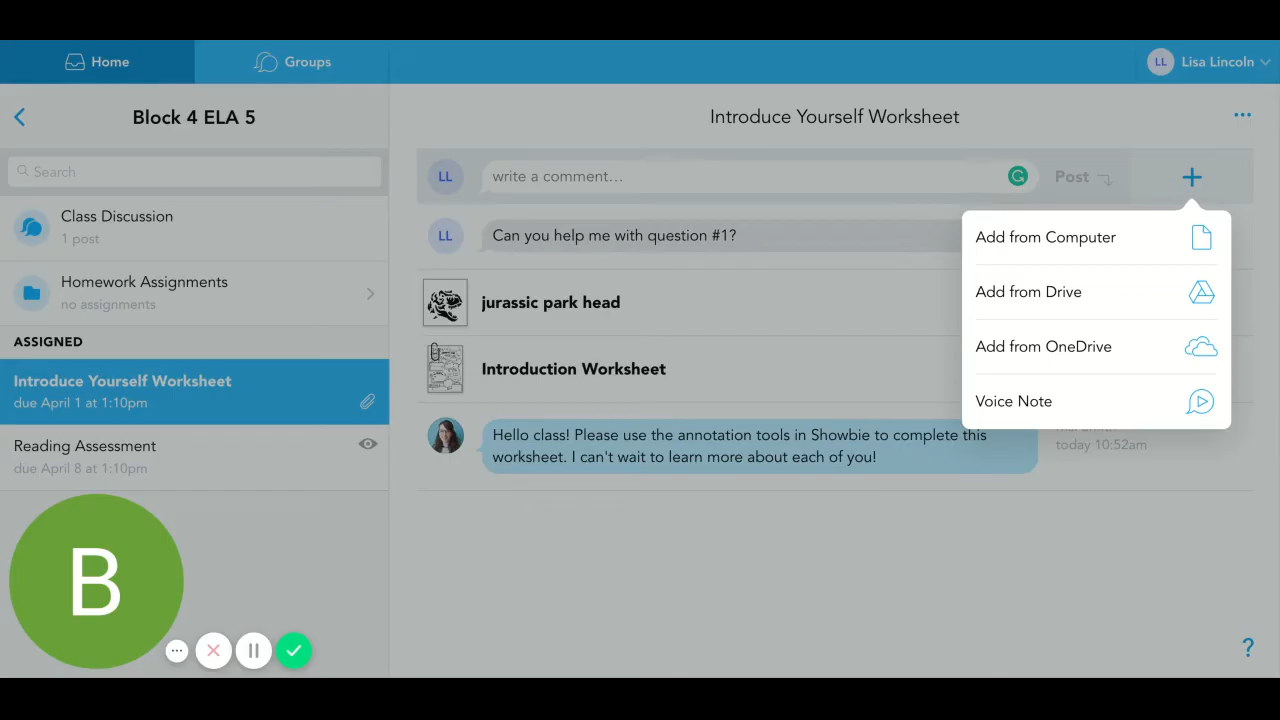 Home
Groups
LL
Lisa Lincoln
Block 4 ELA 5
Introduce Yourself Worksheet
Search
LL
write a comment...
Post
Class Discussion
1 post
LL
Can you help me with question #1?
Add from Computer
Homework Assignments
no assignments
jurassic park head
Add from Drive
ASSIGNED
Introduction Worksheet
Add from OneDrive
Introduce Yourself Worksheet
due April 1 at 1:10pm
Voice Note
Reading Assessment
due April 8 at 1:10pm
Hello class! Please use the annotation tools in Showbie to complete this
worksheet. I can't wait to learn more about each of you!
today 10:52am
B
?